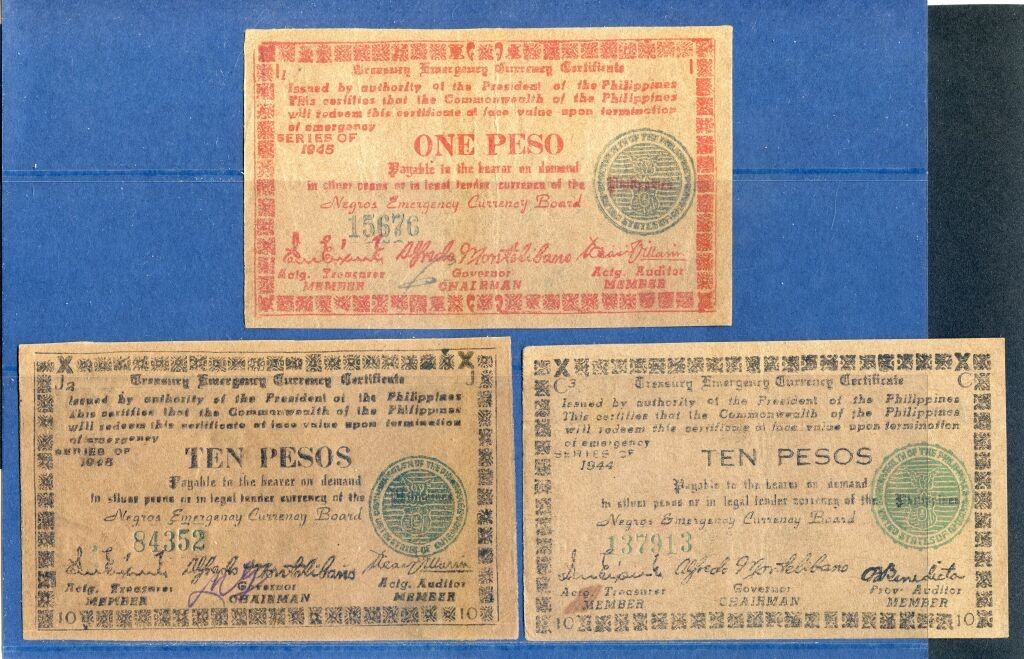 1
Treasury Emergency Currency Certificate
Issued by authority of the President of the Philippines
This certifies that the Commonwealth of the Philippines
will redeem this certificate at face value upon termination
of emergency
SERIES OF
1945
ONE PESO
Payable to the bearer on demand
in silver pesos or in legal tender currency of the Philippines
Negros Emergency Currency Board
15676
Alfredo Montelibano
Actg. Treasurer Governor Actg. Auditor
MEMBER CHAIRMAN MEMBER
X X
J2 J
Treasury Emergency Currency Certificate
Issued by authority of the President of the Philippines
This certifies that the Commonwealth of the Philippines
will redeem this certificate at face value upon termination
of emergency
SERIES OF
1945
TEN PESOS
Payable to the bearer on demand
in silver pesos or in legal tender currency of the Philippines
Negros Emergency Currency Board
84352
Alfredo Montelibano
Actg. Treasurer Governor Actg. Auditor
MEMBER CHAIRMAN MEMBER
10 10
X X
C3 C
Treasury Emergency Currency Certificate
Issued by authority of the President of the Philippines
This certifies that the Commonwealth of the Philippines
will redeem this certificate at face value upon termination
of emergency
SERIES OF
1944
TEN PESOS
Payable to the bearer on demand
in silver pesos or in legal tender currency of the Philippines
Negros Emergency Currency Board
137913
Alfredo Montelibano
Actg. Treasurer Governor Prov Auditor
MEMBER CHAIRMAN MEMBER
10 10